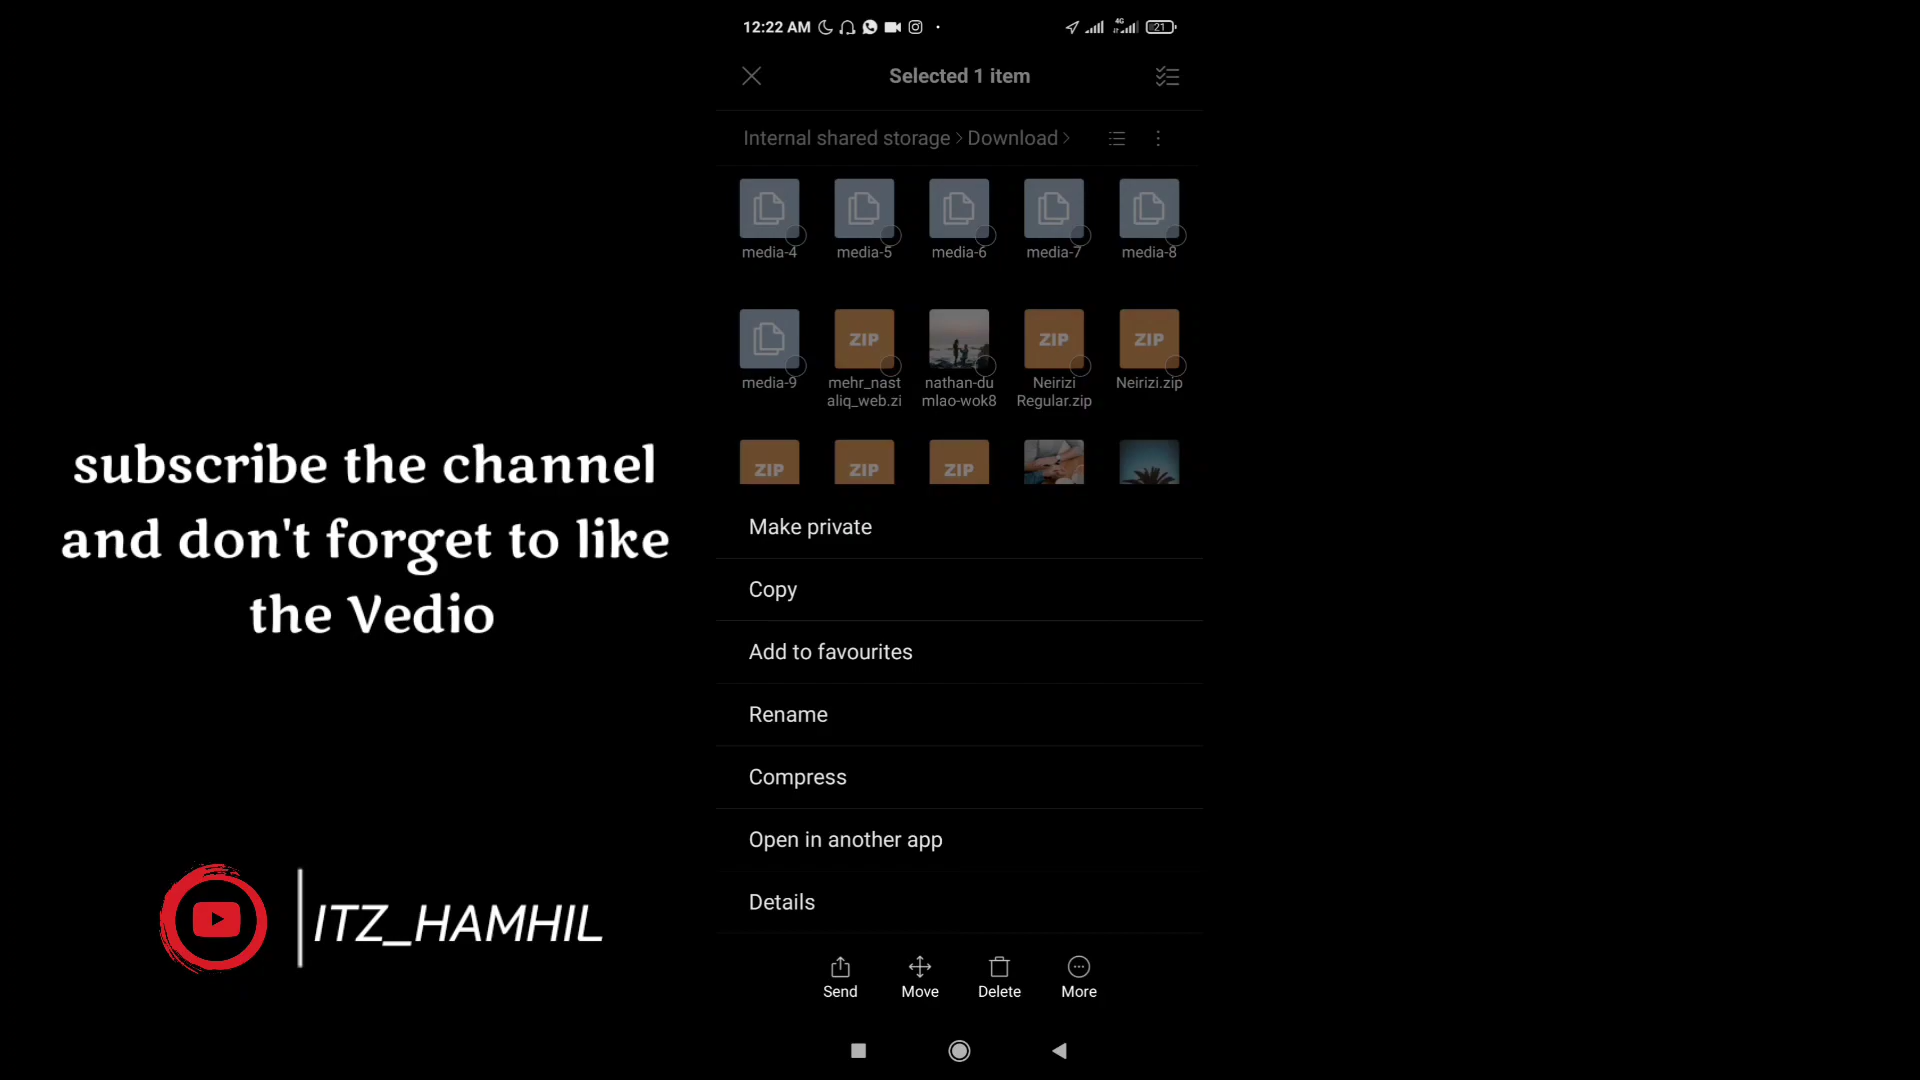 12:22 AM
4G
21
Selected 1 item
Internal shared storage > Download >
media-4
media-5
media-6
media-7
media-8
media-9
ZIP
mehr_nast
aliq_web.zi
nathan-du
mlao-wok8
ZIP
Neirizi
Regular.zip
ZIP
Neirizi.zip
ZIP
ZIP
ZIP
subscribe the channel
and don't forget to like
the Vedio
Make private
Copy
Add to favourites
Rename
Compress
Open in another app
Details
ITZ_HAMHIL
Send
Move
Delete
More